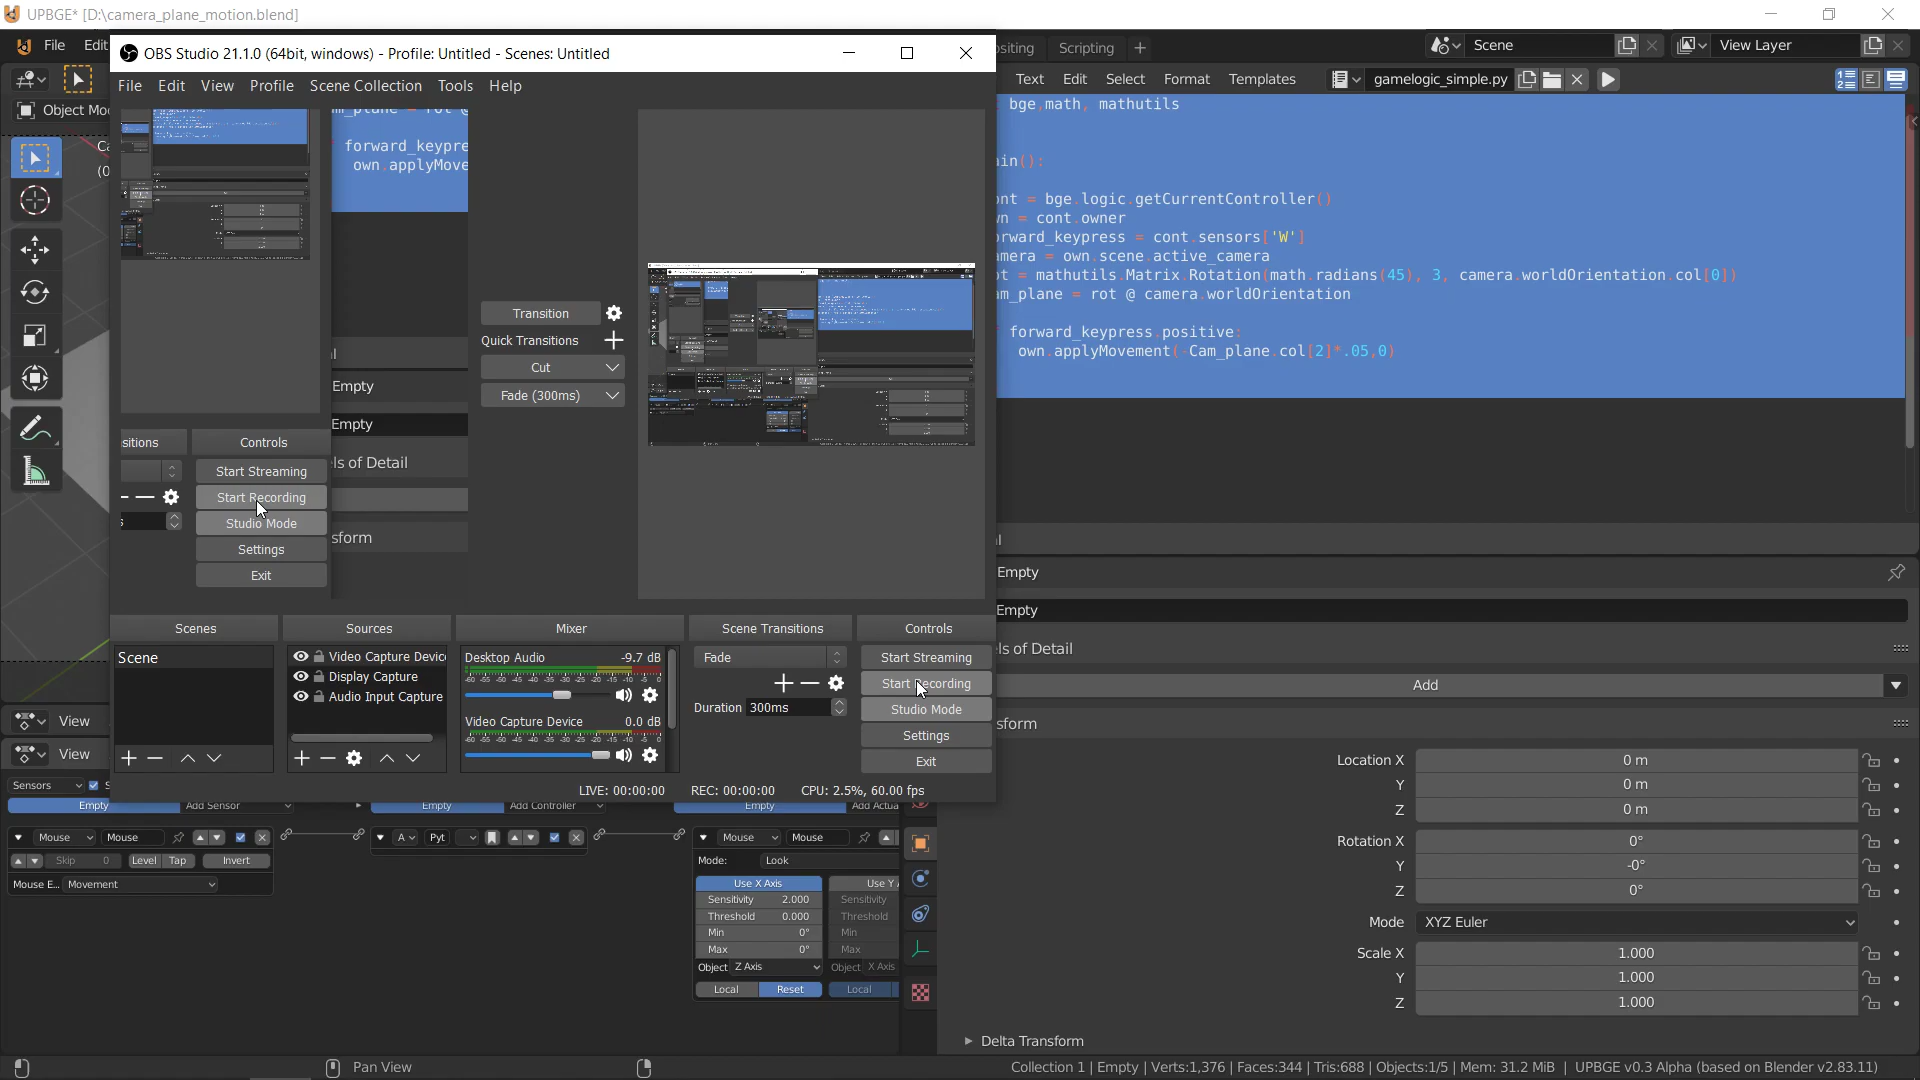 UPBGE* [D:\camera_plane_motion.blend]
File Edit
OBS Studio 21.1.0 (64bit, windows) - Profile: Untitled - Scenes: Untitled
File Edit View Profile Scene Collection Tools Help
Scripting
Scene
View Layer
Text Edit Select Format Templates gamelogic_simple.py
bge,math, mathutils
ain():
nt = bge.logic.getCurrentController()
= cont.owner
rward_keypress = cont.sensors['W']
mera = own.scene.active_camera
= mathutils.Matrix.Rotation(math.radians(45), 3, camera.worldOrientation.col[0])
am_plane = rot @ camera.worldOrientation
forward_keypress.positive:
own.applyMovement(-Cam_plane.col[2]*.05,0)
forward_keypre
own.applyMove
Transition
Quick Transitions
Cut
Fade (300ms)
sitions Controls
Start Streaming
Start Recording
Studio Mode
Settings
Exit
Empty
Empty
ls of Detail
sform
Scenes Sources Mixer Scene Transitions Controls
Scene
Video Capture Devic
Display Capture
Audio Input Capture
Desktop Audio -9.7 dB
Video Capture Device 0.0 dB
Fade
Duration 300ms
Start Streaming
Start Recording
Studio Mode
Settings
Exit
LIVE: 00:00:00 REC: 00:00:00 CPU: 2.5%, 60.00 fps
View
View
Sensors
Empty Add Sensor Empty Add Controller Empty Add Actua
Mouse Mouse A Pyt Mouse Mouse
Skip 0 Level Tap Invert
Mouse E... Movement
Mode: Look
Use X Axis
Sensitivity 2.000
Threshold 0.000
Min 0°
Max 0°
Object Z Axis
Local Reset
Use Y
Sensitivity
Threshold
Min
Max
Object X Axis
Local
Empty
Empty
ls of Detail
Add
sform
Location X 0 m
Y 0 m
Z 0 m
Rotation X 0°
Y -0°
Z 0°
Mode XYZ Euler
Scale X 1.000
Y 1.000
Z 1.000
Delta Transform
Pan View
Collection 1 | Empty | Verts:1,376 | Faces:344 | Tris:688 | Objects:1/5 | Mem: 31.2 MiB | UPBGE v0.3 Alpha (based on Blender v2.83.11)